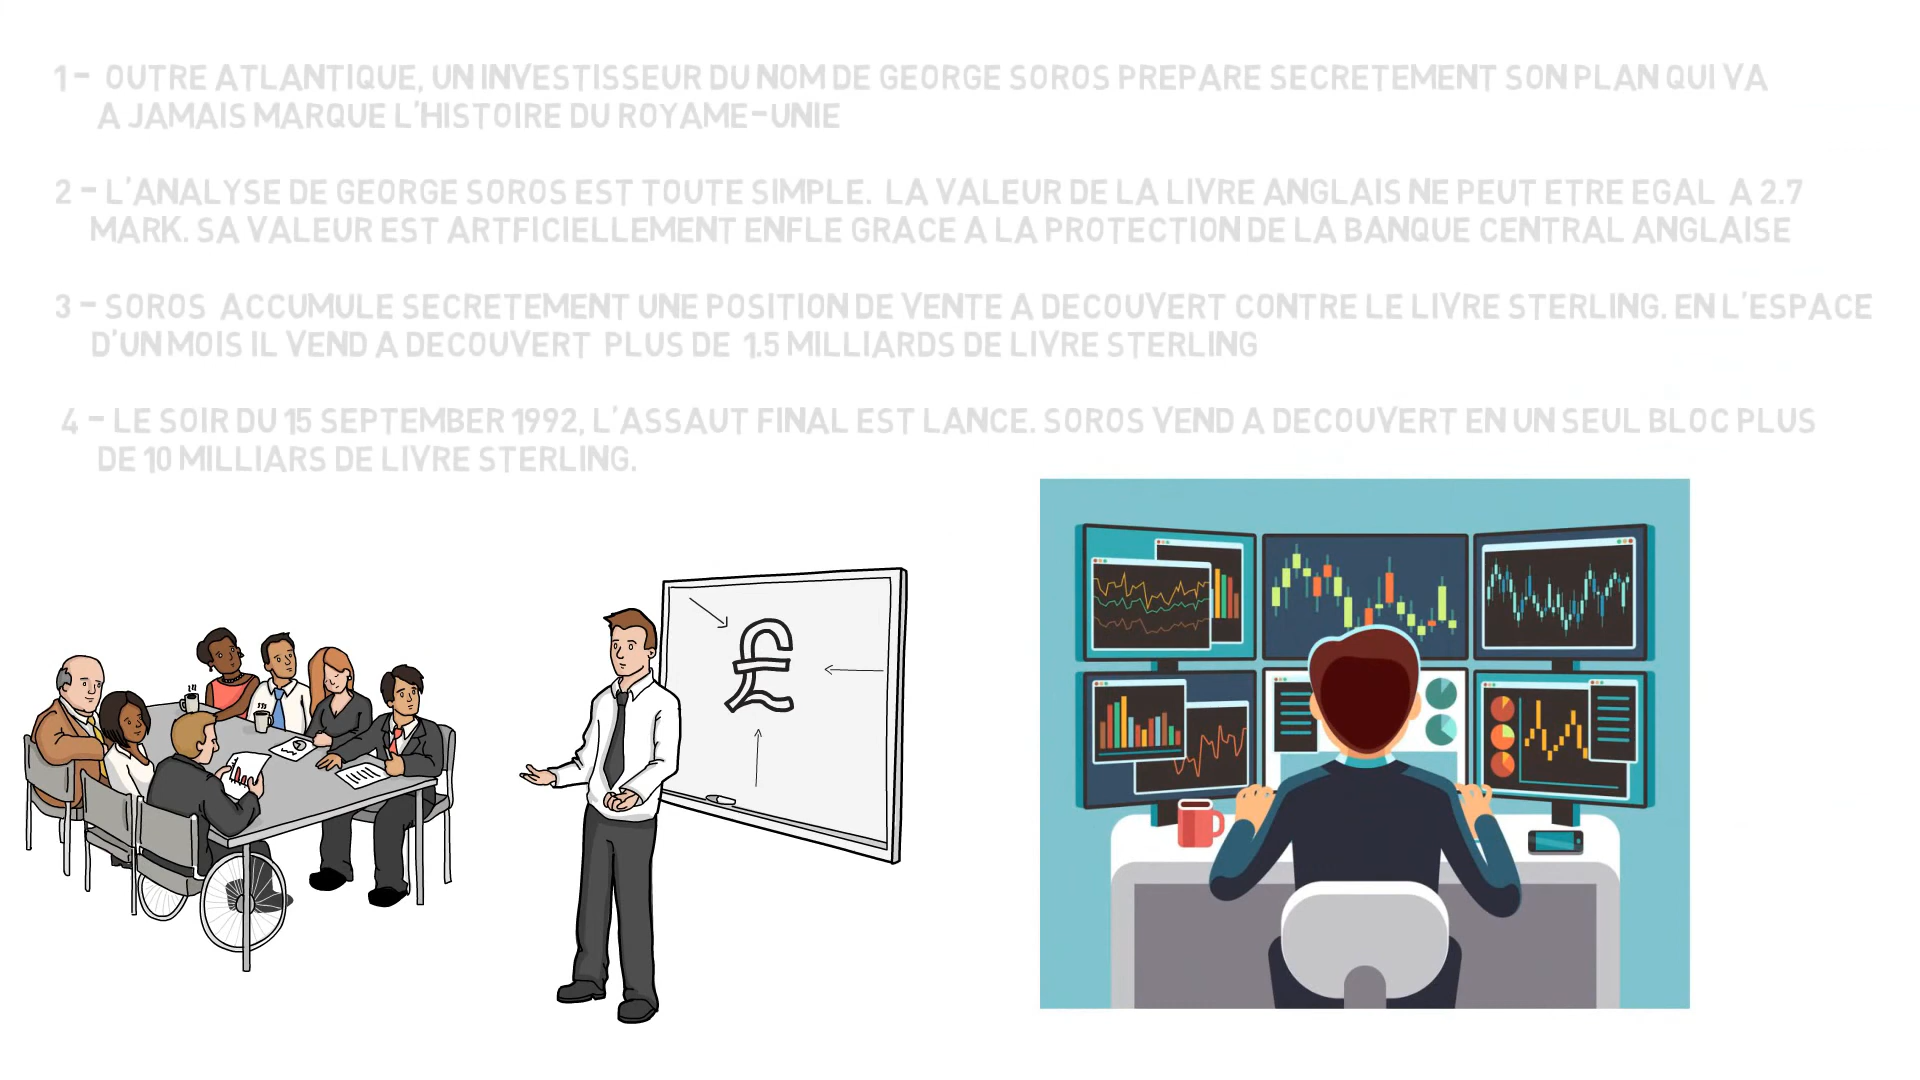 1 - OUTRE ATLANTIQUE, UN INVESTISSEUR DU NOM DE GEORGE SOROS PREPARE SECRETEMENT SON PLAN QUI VA
A JAMAIS MARQUE L'HISTOIRE DU ROYAME-UNIE
2 - L'ANALYSE DE GEORGE SOROS EST TOUTE SIMPLE. LA VALEUR DE LA LIVRE ANGLAIS NE PEUT ETRE EGAL A 2.7
MARK. SA VALEUR EST ARTFICIELLEMENT ENFLE GRACE A LA PROTECTION DE LA BANQUE CENTRAL ANGLAISE
3 - SOROS ACCUMULE SECRETEMENT UNE POSITION DE VENTE A DECOUVERT CONTRE LE LIVRE STERLING. EN L'ESPACE
D'UN MOIS IL VEND A DECOUVERT PLUS DE 1.5 MILLIARDS DE LIVRE STERLING
4 - LE SOIR DU 15 SEPTEMBER 1992, L'ASSAUT FINAL EST LANCE. SOROS VEND A DECOUVERT EN UN SEUL BLOC PLUS
DE 10 MILLIARS DE LIVRE STERLING.
£